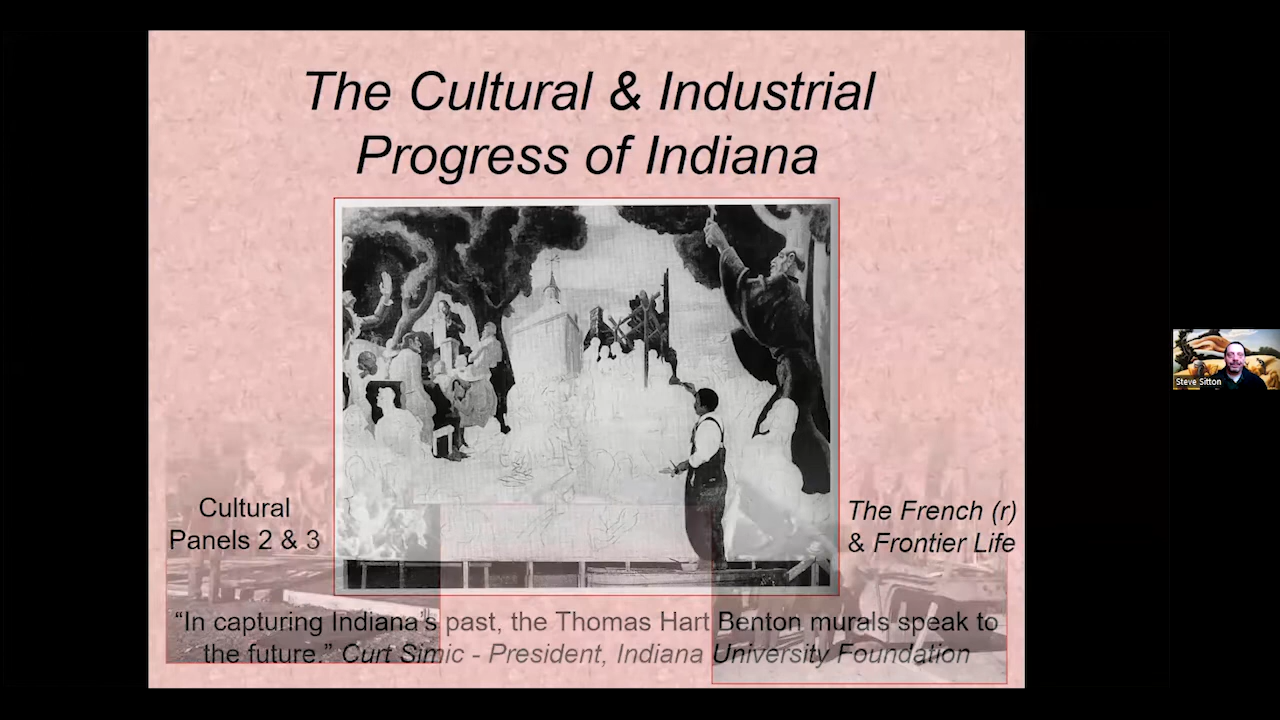 The Cultural & Industrial
Progress of Indiana
Cultural
Panels 2 & 3
The French (r)
& Frontier Life
“In capturing Indiana’s past, the Thomas Hart Benton murals speak to
the future.” Curt Simic - President, Indiana University Foundation
Steve Sitton